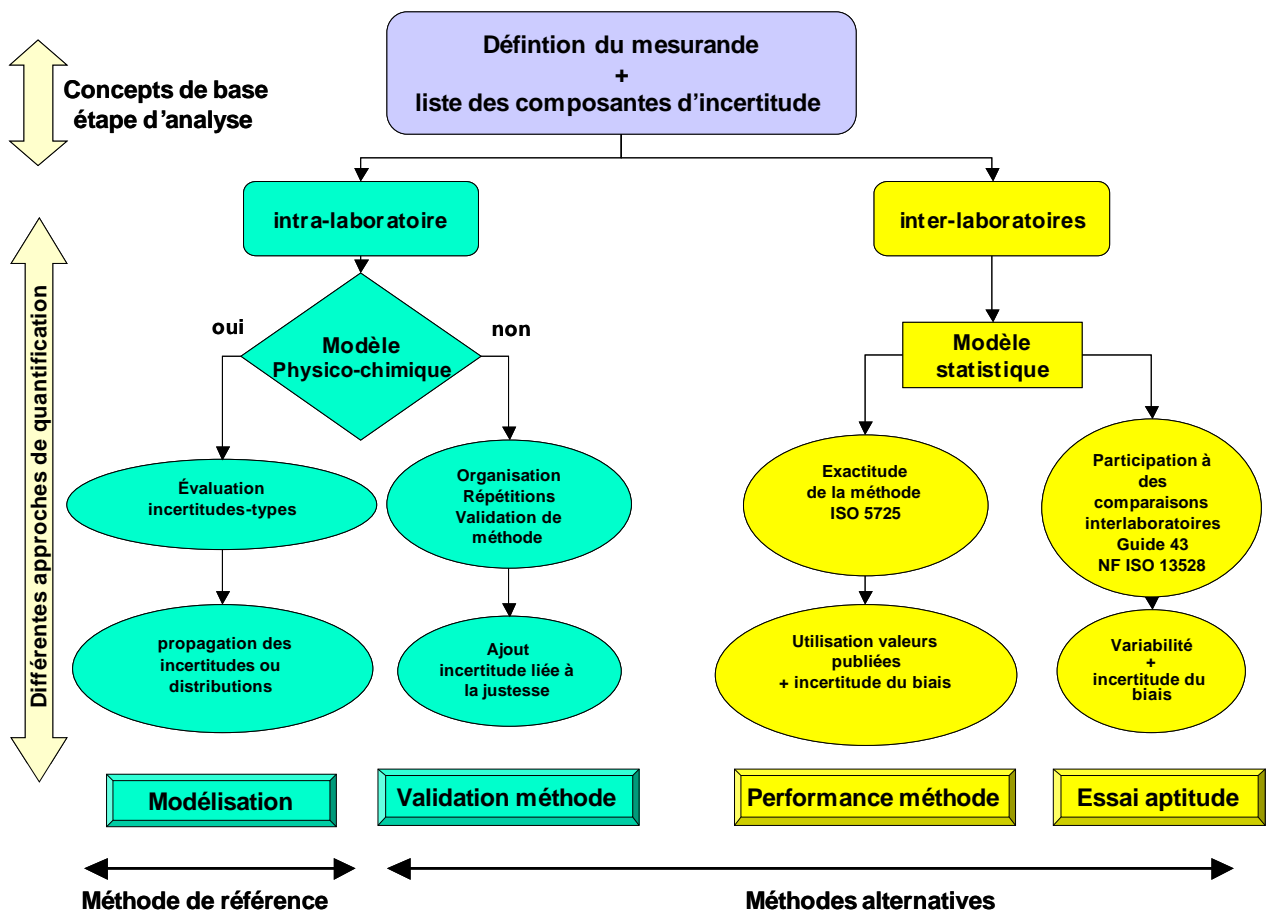 Défintion du mesurande
+
liste des composantes d'incertitude
Concepts de base
étape d'analyse
intra-laboratoire
inter-laboratoires
Différentes approches de quantification
oui
non
Modèle
Physico-chimique
Modèle
statistique
Évaluation
incertitudes-types
Organisation
Répétitions
Validation de
méthode
Exactitude
de la méthode
ISO 5725
Participation à
des
comparaisons
interlaboratoires
Guide 43
NF ISO 13528
propagation des
incertitudes ou
distributions
Ajout
incertitude liée à
la justesse
Utilisation valeurs
publiées
+ incertitude du biais
Variabilité
+
incertitude du
biais
Modélisation
Validation méthode
Performance méthode
Essai aptitude
Méthode de référence
Méthodes alternatives